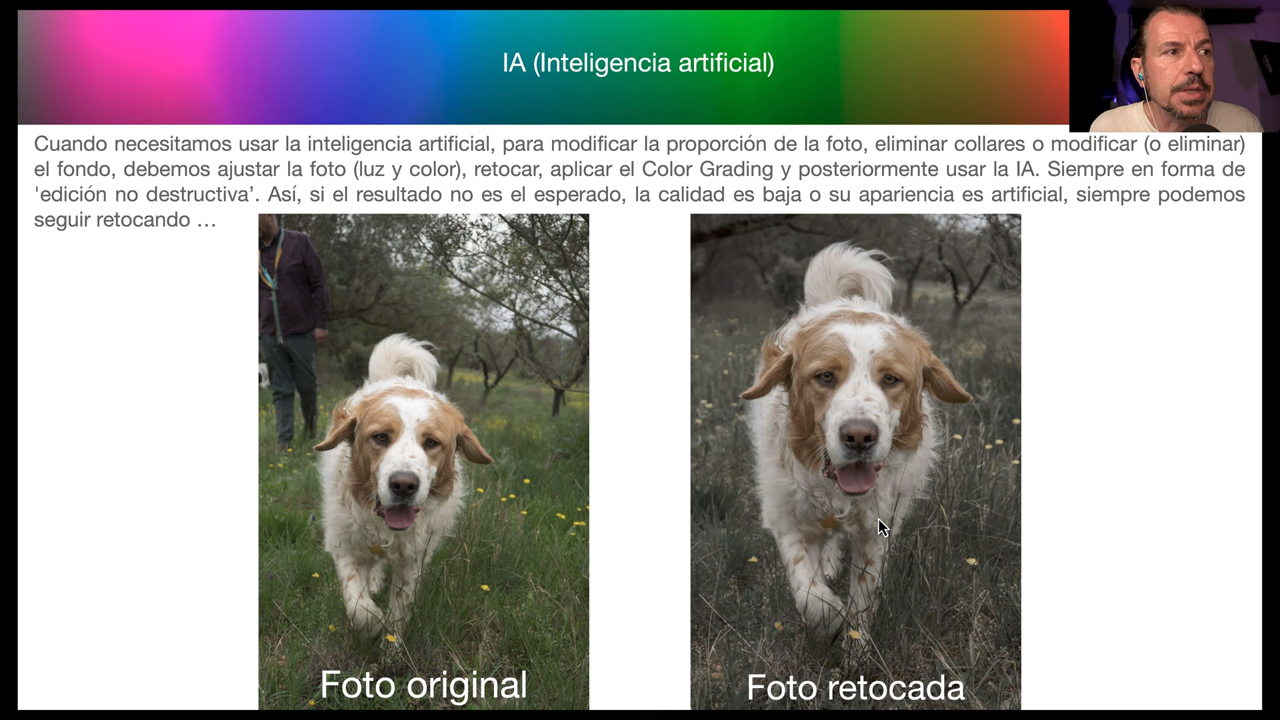 IA (Inteligencia artificial)
Cuando necesitamos usar la inteligencia artificial, para modificar la proporción de la foto, eliminar collares o modificar (o eliminar)
el fondo, debemos ajustar la foto (luz y color), retocar, aplicar el Color Grading y posteriormente usar la IA. Siempre en forma de
'edición no destructiva’. Así, si el resultado no es el esperado, la calidad es baja o su apariencia es artificial, siempre podemos
seguir retocando …
Foto original
Foto retocada